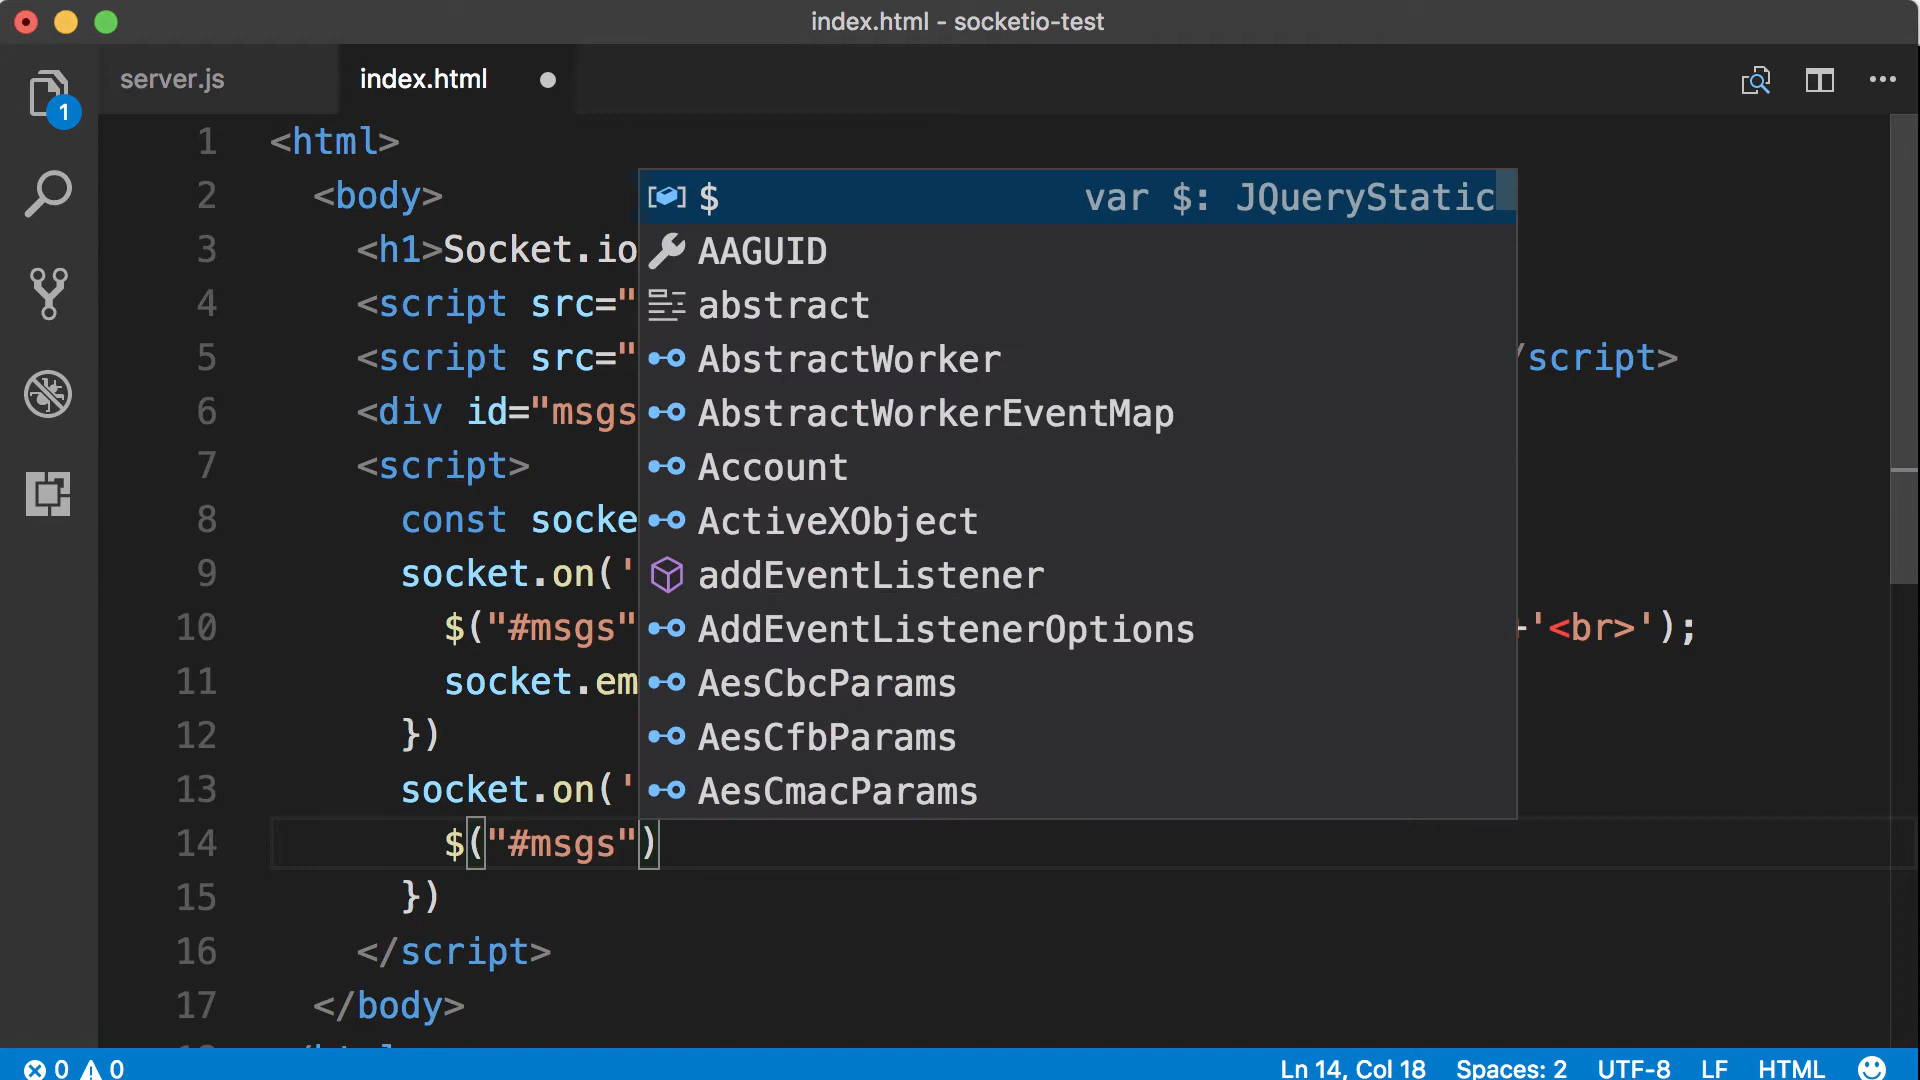 index.html - socketio-test
server.js
index.html
1
1 <html>
2 <body>
3 <h1>Socket.io
4 <script src="
5 <script src=" /script>
6 <div id="msgs
7 <script>
8 const socke
9 socket.on('
10 $("#msgs" +'<br>');
11 socket.em
12 })
13 socket.on('
14 $("#msgs")
15 })
16 </script>
17 </body>
$ var $: JQueryStatic
AAGUID
abstract
AbstractWorker
AbstractWorkerEventMap
Account
ActiveXObject
addEventListener
AddEventListenerOptions
AesCbcParams
AesCfbParams
AesCmacParams
0 0 Ln 14, Col 18 Spaces: 2 UTF-8 LF HTML